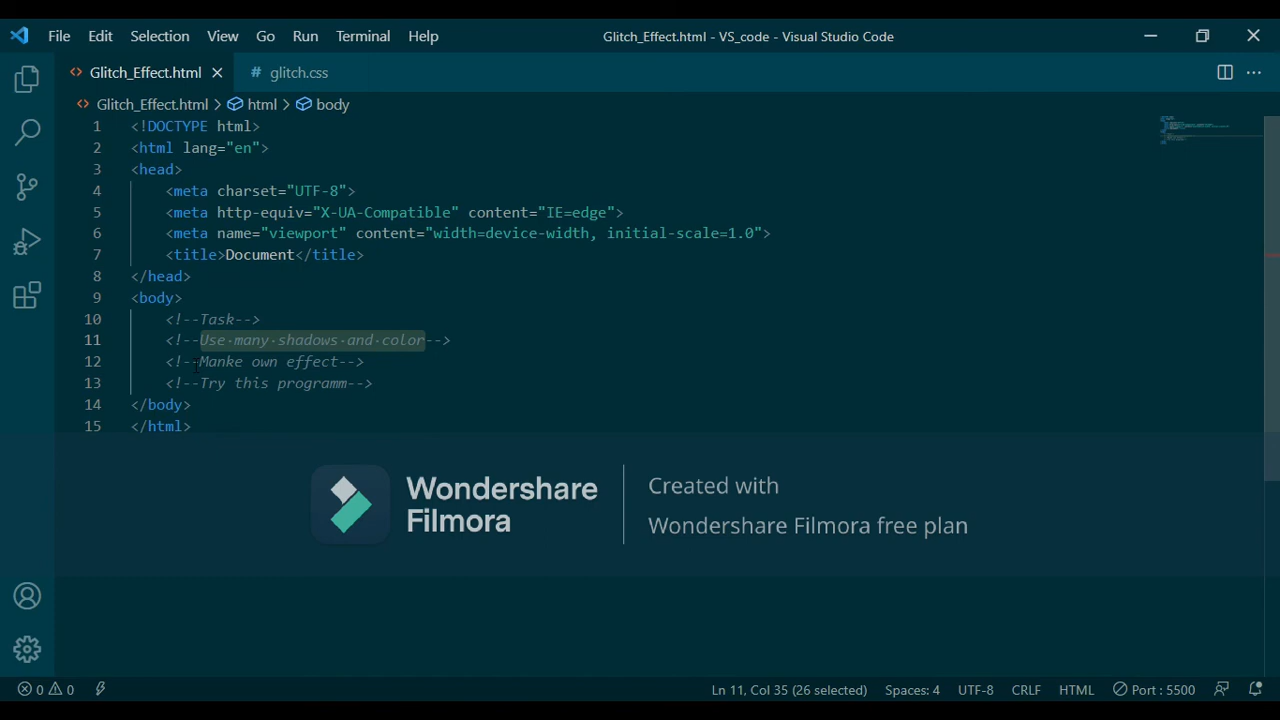 File Edit Selection View Go Run Terminal Help Glitch_Effect.html - VS_code - Visual Studio Code
Glitch_Effect.html # glitch.css
Glitch_Effect.html > html > body
1 <!DOCTYPE html>
2 <html lang="en">
3 <head>
4 <meta charset="UTF-8">
5 <meta http-equiv="X-UA-Compatible" content="IE=edge">
6 <meta name="viewport" content="width=device-width, initial-scale=1.0">
7 <title>Document</title>
8 </head>
9 <body>
10 <!--Task-->
11 <!--Use many shadows and color-->
12 <!--Manke own effect-->
13 <!--Try this programm-->
14 </body>
15 </html>
Wondershare
Filmora
Created with
Wondershare Filmora free plan
0 0 Ln 11, Col 35 (26 selected) Spaces: 4 UTF-8 CRLF HTML Port : 5500